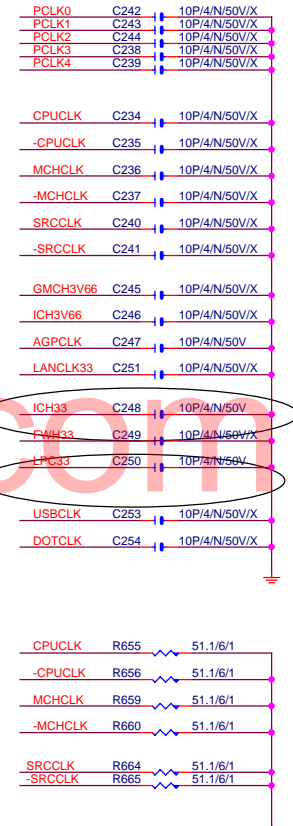 PCLK0 C242 10P/4/N/50V/X
PCLK1 C243 10P/4/N/50V/X
PCLK2 C244 10P/4/N/50V/X
PCLK3 C238 10P/4/N/50V/X
PCLK4 C239 10P/4/N/50V/X
CPUCLK C234 10P/4/N/50V/X
-CPUCLK C235 10P/4/N/50V/X
MCHCLK C236 10P/4/N/50V/X
-MCHCLK C237 10P/4/N/50V/X
SRCCLK C240 10P/4/N/50V/X
-SRCCLK C241 10P/4/N/50V/X
GMCH3V66 C245 10P/4/N/50V/X
ICH3V66 C246 10P/4/N/50V/X
AGPCLK C247 10P/4/N/50V
LANCLK33 C251 10P/4/N/50V/X
ICH33 C248 10P/4/N/50V
FWH33 C249 10P/4/N/50V/X
LPC33 C250 10P/4/N/50V
com
USBCLK C253 10P/4/N/50V/X
DOTCLK C254 10P/4/N/50V/X
CPUCLK R655 51.1/6/1
-CPUCLK R656 51.1/6/1
MCHCLK R659 51.1/6/1
-MCHCLK R660 51.1/6/1
SRCCLK R664 51.1/6/1
-SRCCLK R665 51.1/6/1